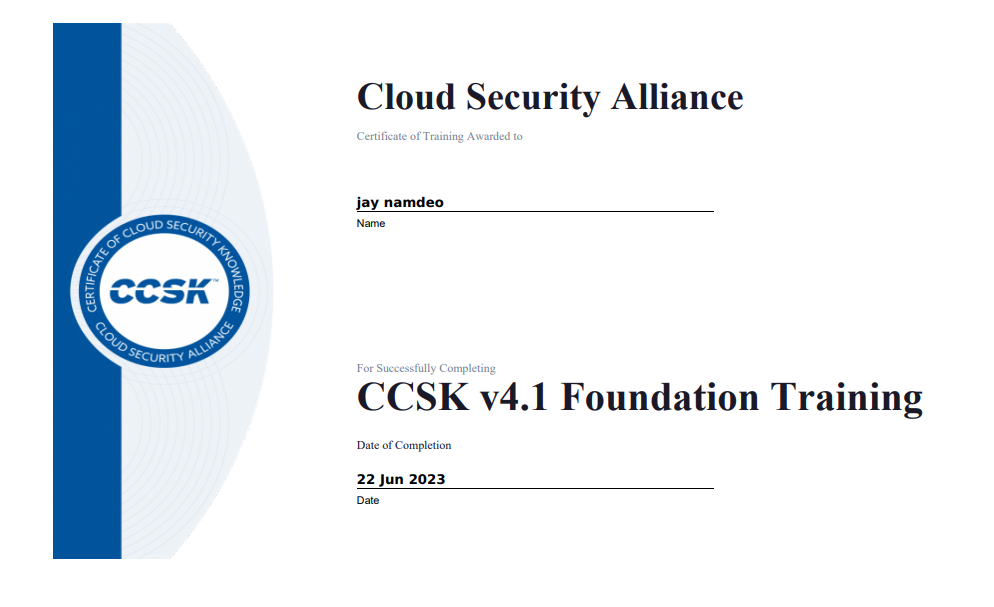 Cloud Security Alliance
Certificate of Training Awarded to
jay namdeo
Name
CERTIFICATE OF CLOUD SECURITY KNOWLEDGE
CCSK™
CLOUD SECURITY ALLIANCE
For Successfully Completing
CCSK v4.1 Foundation Training
Date of Completion
22 Jun 2023
Date